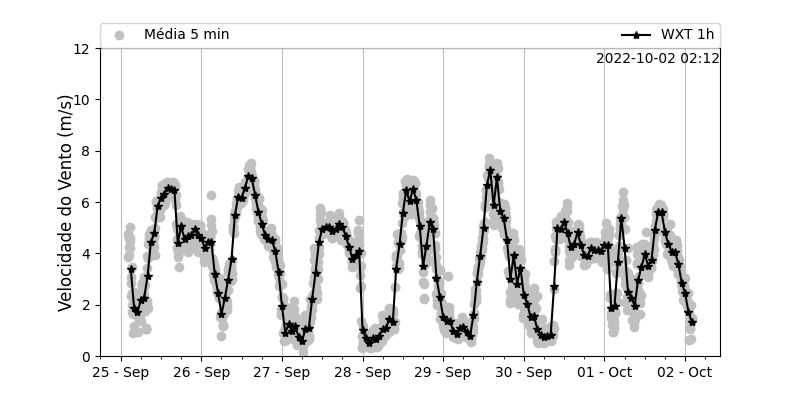 Média 5 min
WXT 1h
2022-10-02 02:12
Velocidade do Vento (m/s)
12
10
8
6
4
2
0
25 - Sep
26 - Sep
27 - Sep
28 - Sep
29 - Sep
30 - Sep
01 - Oct
02 - Oct